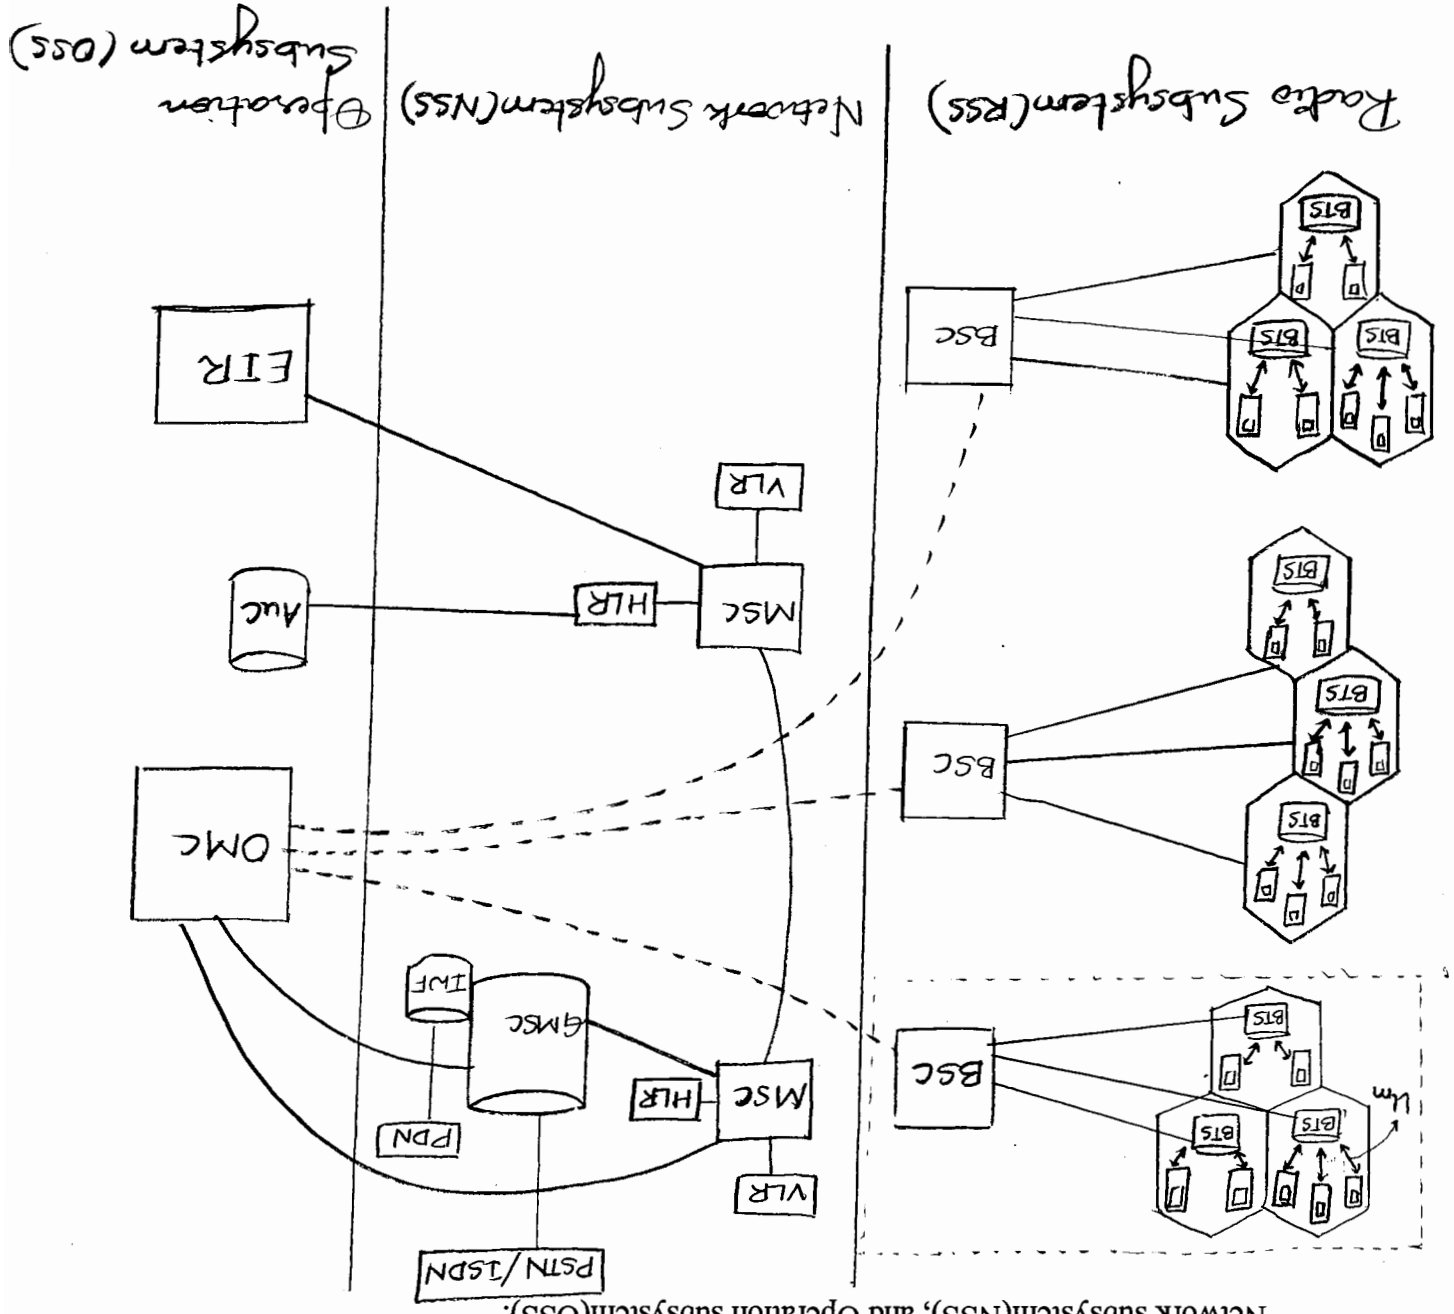 Network subsystem(NSS), and Operation subsystem(OSS).
PSTN/ISDN
VLR
PDN
BTS
BTS
Um
MSC
HLR
BSC
GMSC
BTS
IWF
OMC
BTS
BSC
BTS
MSC
HLR
AuC
BTS
VLR
EIR
BTS
BTS
BSC
BTS
Radio Subsystem(RSS)
Network Subsystem(NSS)
Operation
Subsystem(OSS)